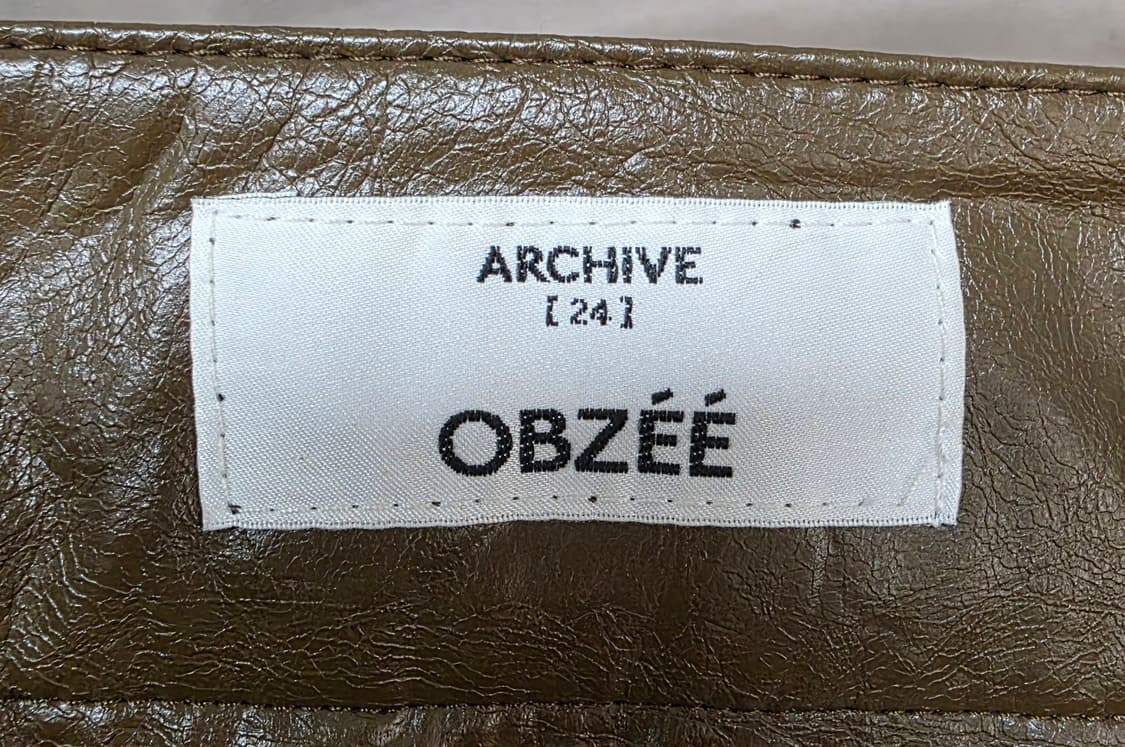 ARCHIVE
[ 24 ]
OBZÉÉ